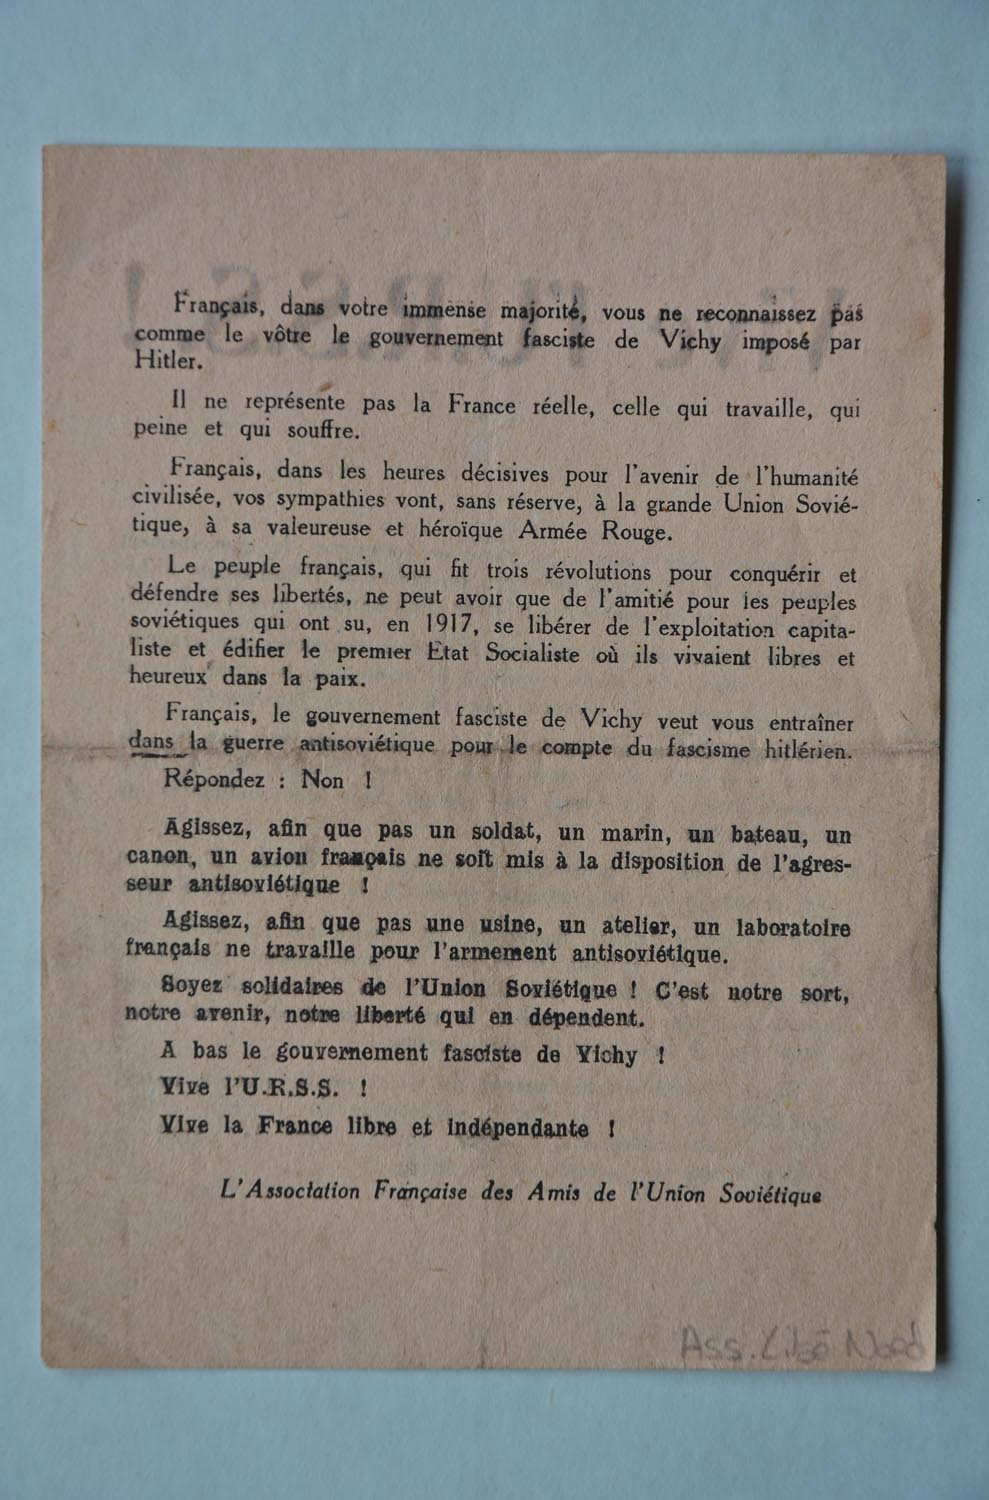 Français, dans votre immense majorité, vous ne reconnaissez pas
comme le vôtre le gouvernement fasciste de Vichy imposé par
Hitler.
Il ne représente pas la France réelle, celle qui travaille, qui
peine et qui souffre.
Français, dans les heures décisives pour l'avenir de l'humanité
civilisée, vos sympathies vont, sans réserve, à la grande Union Sovié-
tique, à sa valeureuse et héroïque Armée Rouge.
Le peuple français, qui fit trois révolutions pour conquérir et
défendre ses libertés, ne peut avoir que de l'amitié pour les peuples
soviétiques qui ont su, en 1917, se libérer de l'exploitation capita-
liste et édifier le premier Etat Socialiste où ils vivaient libres et
heureux dans la paix.
Français, le gouvernement fasciste de Vichy veut vous entraîner
dans la guerre antisoviétique pour le compte du fascisme hitlérien.
Répondez : Non !
Agissez, afin que pas un soldat, un marin, un bateau, un
canon, un avion français ne soit mis à la disposition de l'agres-
seur antisoviétique !
Agissez, afin que pas une usine, un atelier, un laboratoire
français ne travaille pour l'armement antisoviétique.
Soyez solidaires de l'Union Soviétique ! C'est notre sort,
notre avenir, notre liberté qui en dépendent.
A bas le gouvernement fasciste de Vichy !
Vive l'U.R.S.S. !
Vive la France libre et indépendante !
L'Association Française des Amis de l'Union Soviétique
Ass. Libé Nord